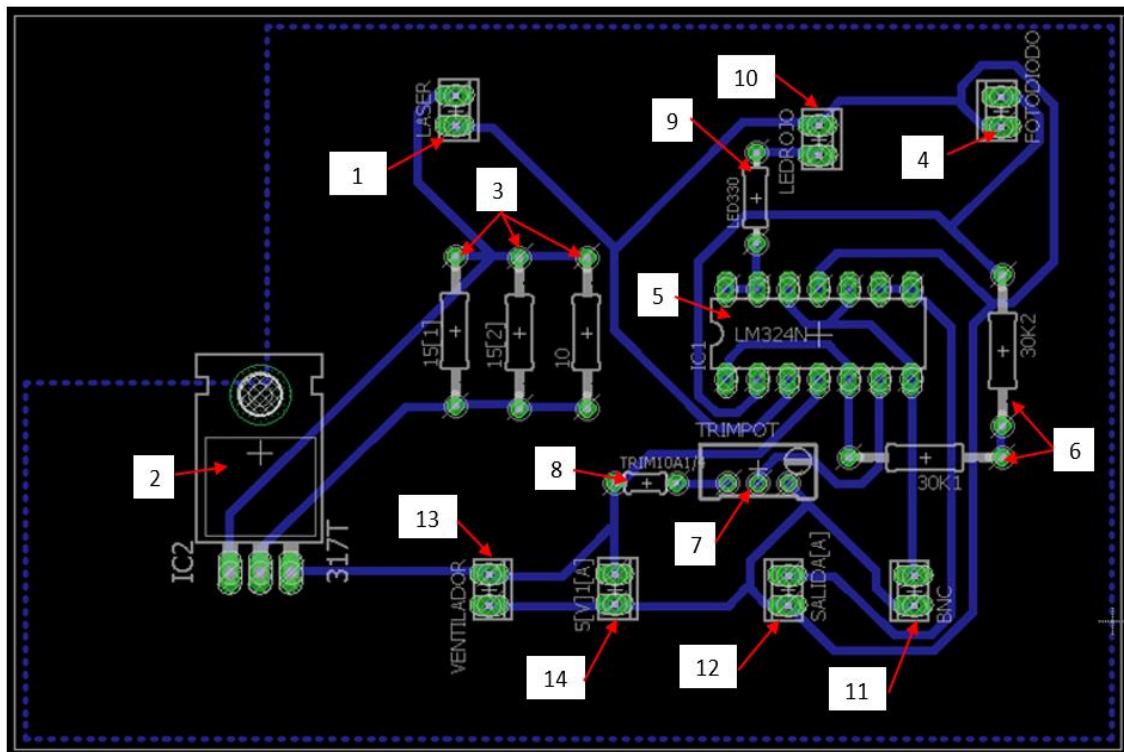 LASER
1
3
10
9
LEDROJO
4
FOTODIODO
LED330
5
IC1
LM324N
15[1]
15[2]
10
30K2
2
IC2
317T
TRIMPOT
TRIM10A1/4
8
7
30K1
6
13
VENTILADOR
5[V]1[A]
14
SALIDA[A]
12
BNC
11